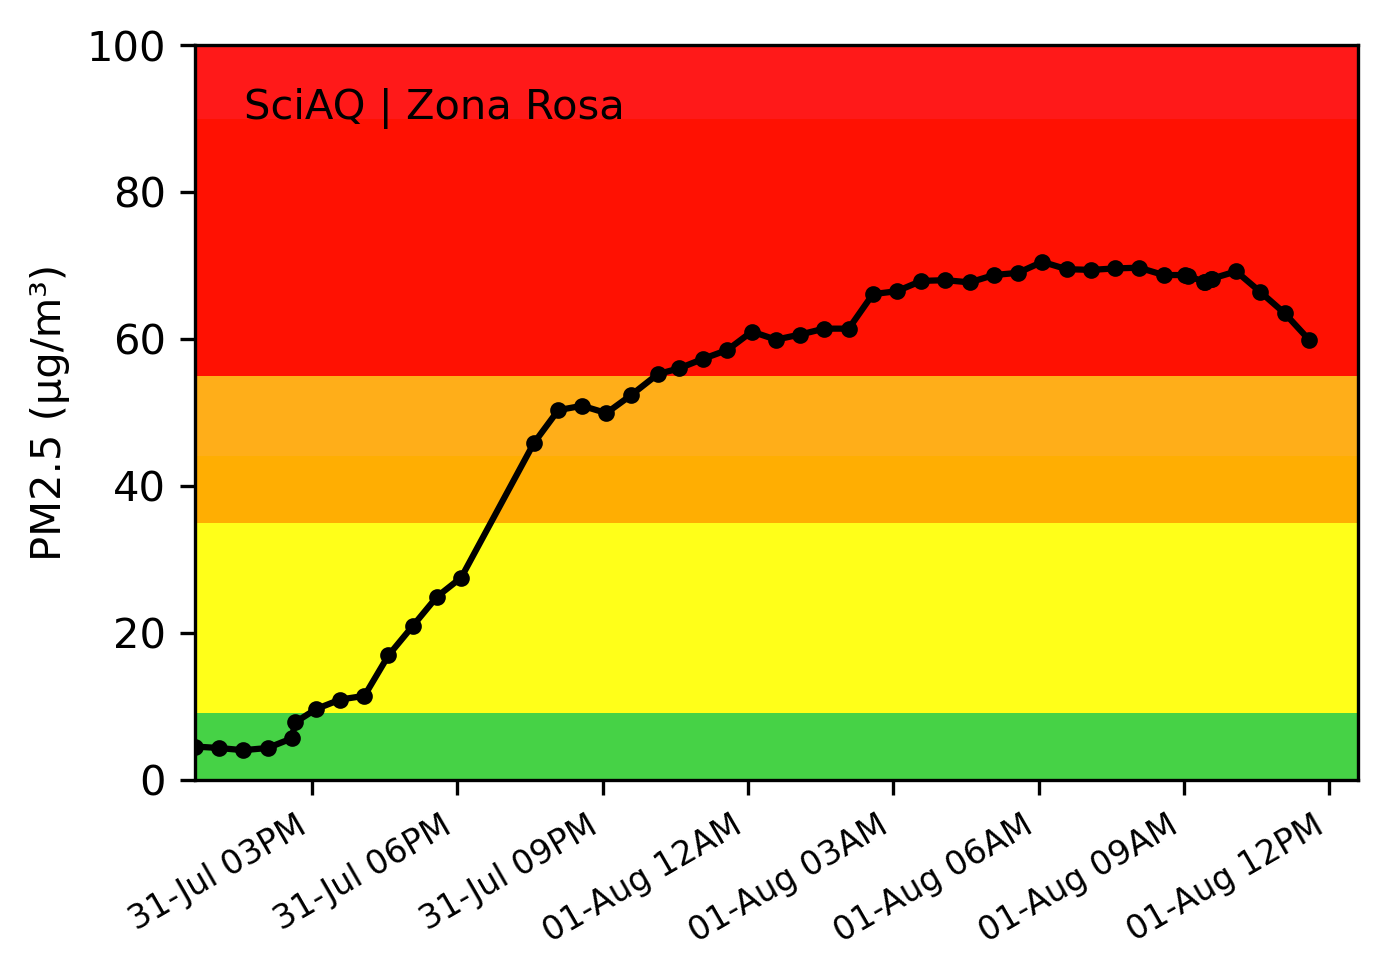 SciAQ | Zona Rosa
PM2.5 (µg/m³)
100
80
60
40
20
0
31-Jul 03PM
31-Jul 06PM
31-Jul 09PM
01-Aug 12AM
01-Aug 03AM
01-Aug 06AM
01-Aug 09AM
01-Aug 12PM